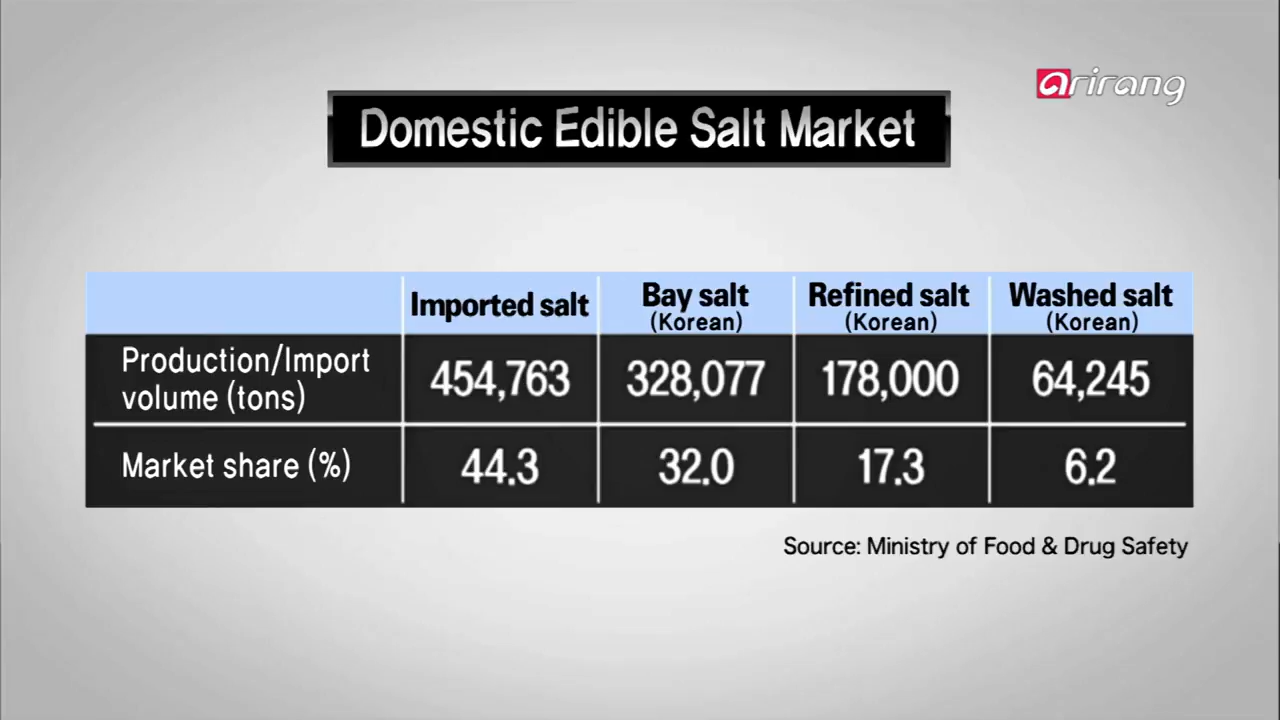 arirang
Domestic Edible Salt Market
Imported salt
Bay salt
(Korean)
Refined salt
(Korean)
Washed salt
(Korean)
Production/Import
volume (tons)
454,763
328,077
178,000
64,245
Market share (%)
44.3
32.0
17.3
6.2
Source: Ministry of Food & Drug Safety